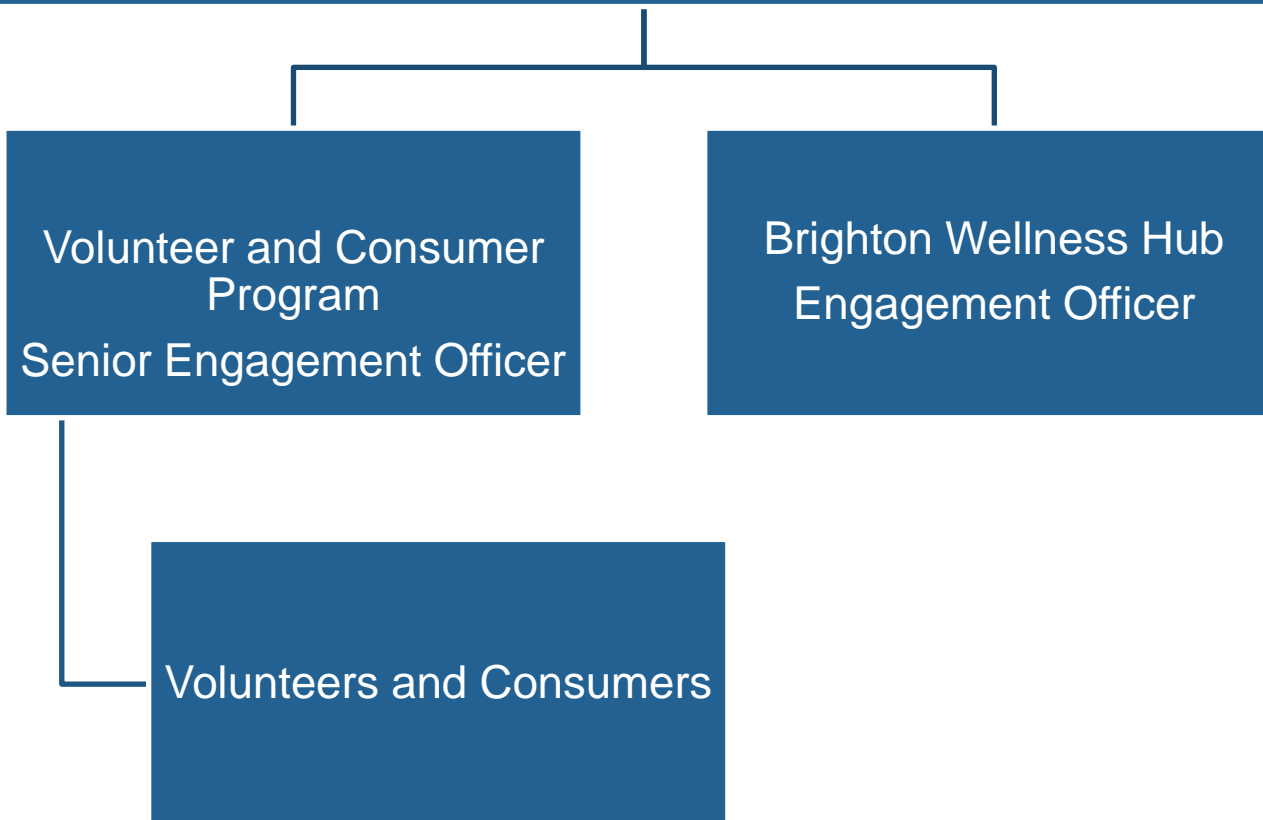 Volunteer and Consumer
Program
Senior Engagement Officer
Brighton Wellness Hub
Engagement Officer
Volunteers and Consumers